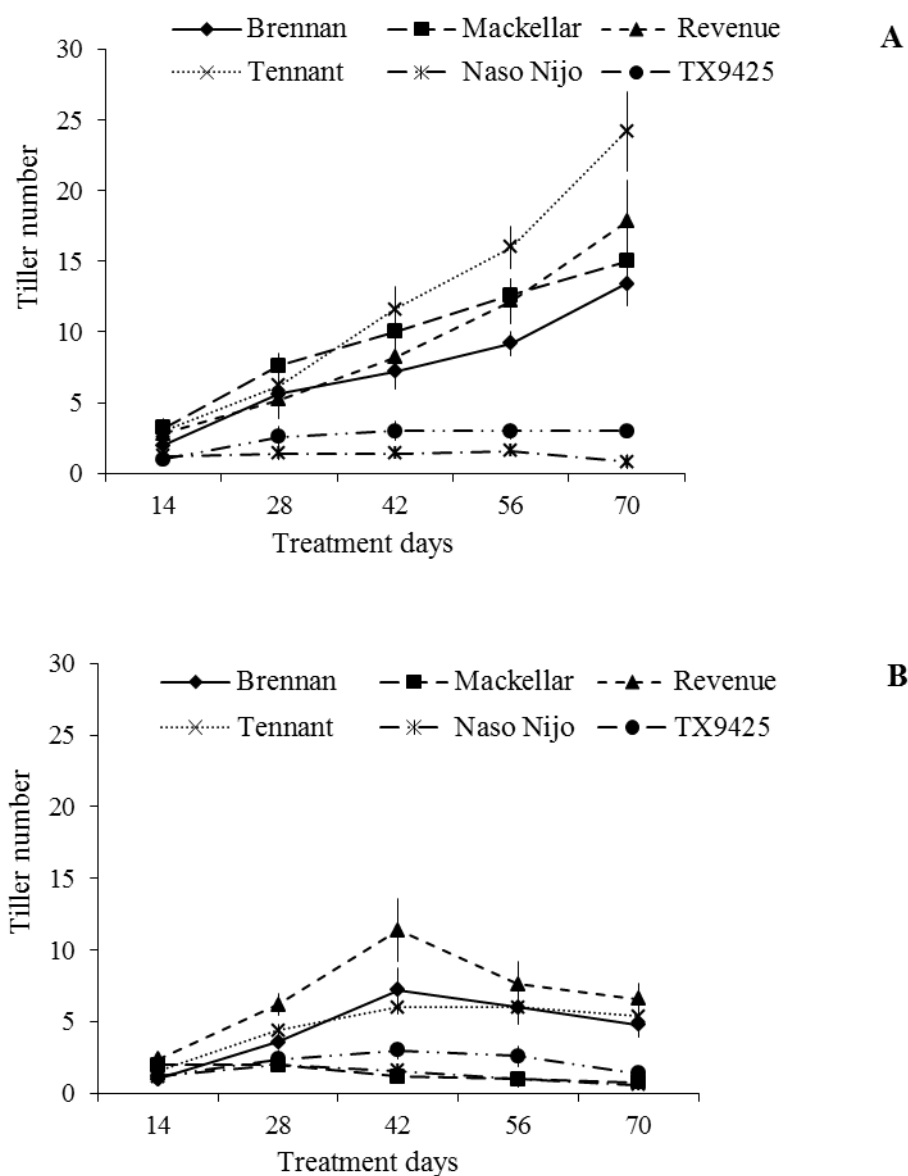 Brennan Mackellar Revenue A
Tennant Naso Nijo TX9425
30
25
20
15
10
5
0
Tiller number
14 28 42 56 70
Treatment days
Brennan Mackellar Revenue B
Tennant Naso Nijo TX9425
30
25
20
15
10
5
0
Tiller number
14 28 42 56 70
Treatment days